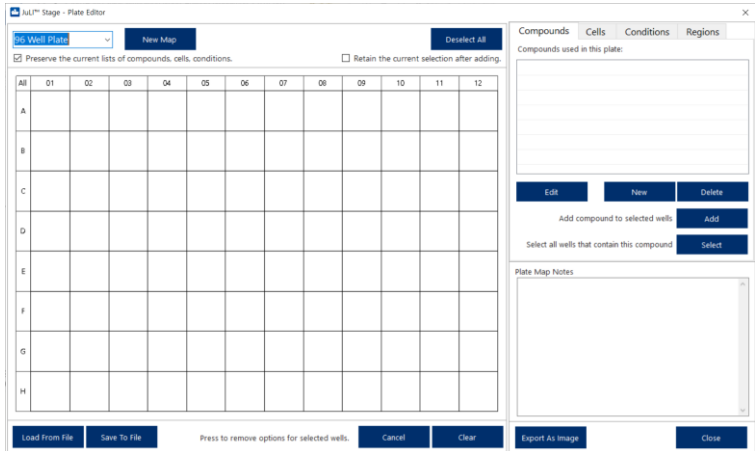 JuLI™ Stage - Plate Editor
96 Well Plate
New Map
Deselect All
Preserve the current lists of compounds, cells, conditions.
Retain the current selection after adding.
All 01 02 03 04 05 06 07 08 09 10 11 12
A
B
C
D
E
F
G
H
Load From File
Save To File
Press to remove options for selected wells.
Cancel
Clear
Compounds Cells Conditions Regions
Compounds used in this plate:
Edit
New
Delete
Add compound to selected wells
Add
Select all wells that contain this compound
Select
Plate Map Notes
Export As Image
Close